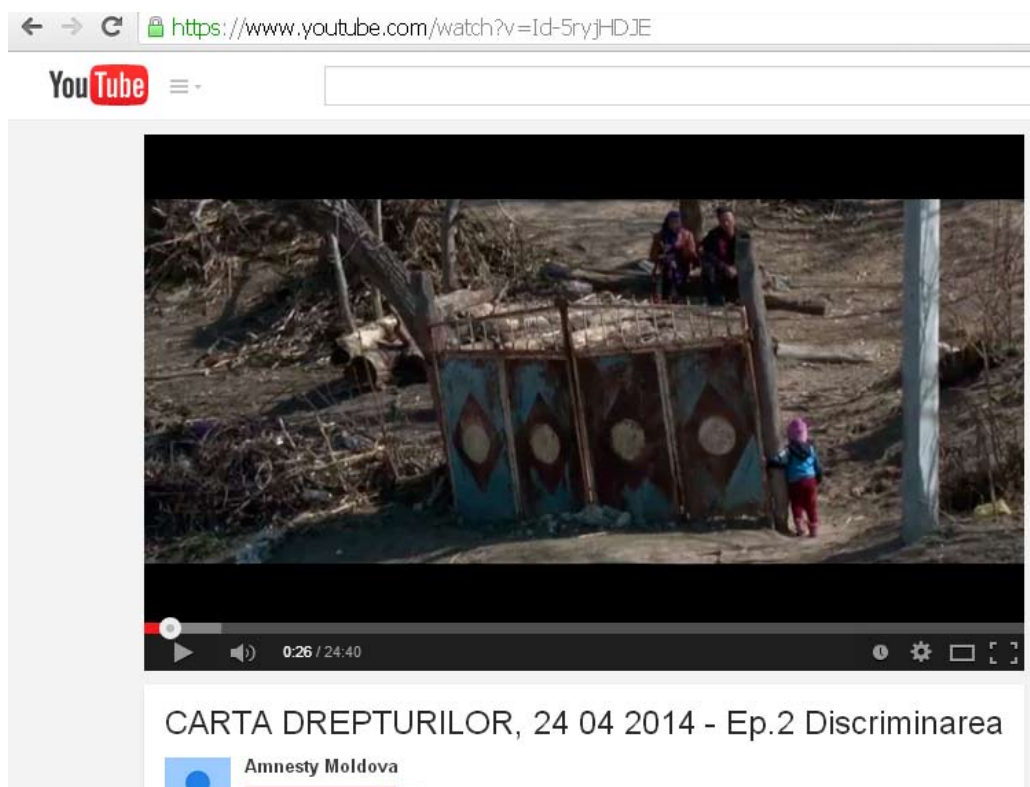 https://www.youtube.com/watch?v=Id-5ryjHDJE
YouTube
0:26 / 24:40
CARTA DREPTURILOR, 24 04 2014 - Ep.2 Discriminarea
Amnesty Moldova